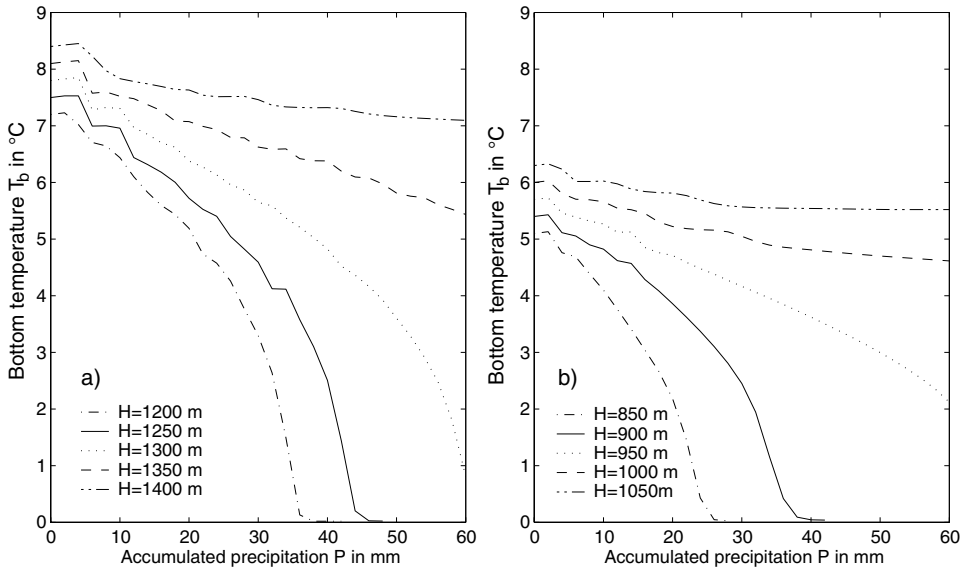 9
8
7
6
5
4
3
2
1
0
Bottom temperature T_b in °C
a)
H=1200 m
H=1250 m
H=1300 m
H=1350 m
H=1400 m
0 10 20 30 40 50 60
Accumulated precipitation P in mm
9
8
7
6
5
4
3
2
1
0
Bottom temperature T_b in °C
b)
H=850 m
H=900 m
H=950 m
H=1000 m
H=1050m
0 10 20 30 40 50 60
Accumulated precipitation P in mm